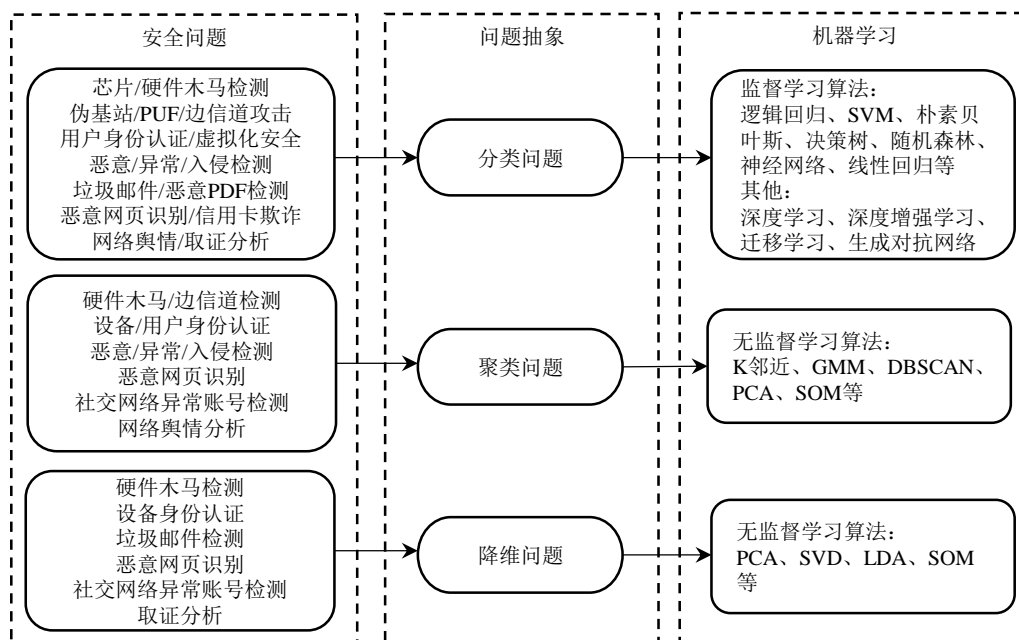 安全问题
芯片/硬件木马检测
伪基站/PUF/边信道攻击
用户身份认证/虚拟化安全
恶意/异常/入侵检测
垃圾邮件/恶意PDF检测
恶意网页识别/信用卡欺诈
网络舆情/取证分析
硬件木马/边信道检测
设备/用户身份认证
恶意/异常/入侵检测
恶意网页识别
社交网络异常账号检测
网络舆情分析
硬件木马检测
设备身份认证
垃圾邮件检测
恶意网页识别
社交网络异常账号检测
取证分析
问题抽象
分类问题
聚类问题
降维问题
机器学习
监督学习算法：
逻辑回归、SVM、朴素贝
叶斯、决策树、随机森林、
神经网络、线性回归等
其他：
深度学习、深度增强学习、
迁移学习、生成对抗网络
无监督学习算法：
K邻近、GMM、DBSCAN、
PCA、SOM等
无监督学习算法：
PCA、SVD、LDA、SOM
等